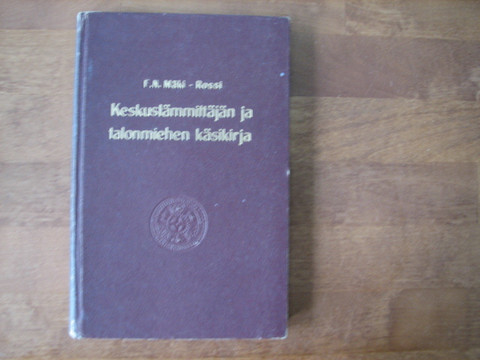 F.N. Mäki - Rossi
Keskuslämmittäjän ja
talonmiehen käsikirja